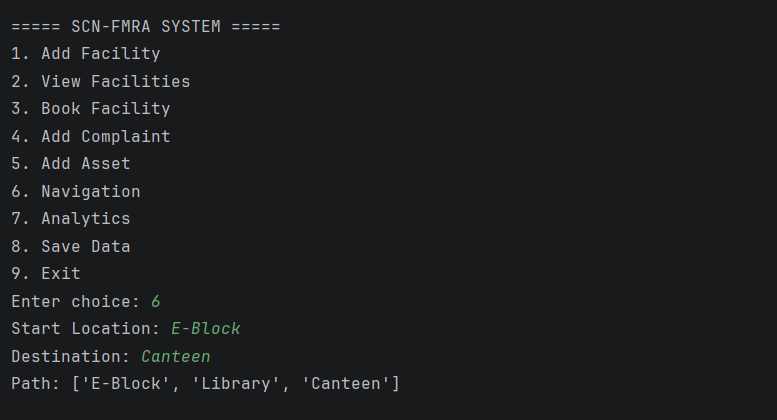 ===== SCN-FMRA SYSTEM =====
1. Add Facility
2. View Facilities
3. Book Facility
4. Add Complaint
5. Add Asset
6. Navigation
7. Analytics
8. Save Data
9. Exit
Enter choice: 6
Start Location: E-Block
Destination: Canteen
Path: ['E-Block', 'Library', 'Canteen']